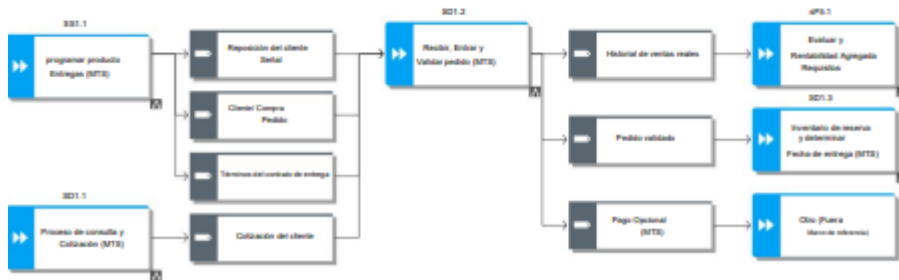 SS1.1
programar producto
Entregas (MTS)
Reposición del cliente
Señal
Cliente/ Compra
Pedido
Términos del contrato de entrega
SD1.1
Proceso de consulta y
Cotización (MTS)
Cotización del cliente
SD1.2
Recibir, Entrar y
Validar pedido (MTS)
Historial de ventas reales
Pedido validado
Pago Opcional
(MTS)
sP3.1
Evaluar y
Rentabilidad Agregada
Requisitos
SD1.3
Inventario de reserva
y determinar
Fecha de entrega (MTS)
Otro (Fuera
Marco de referencia)